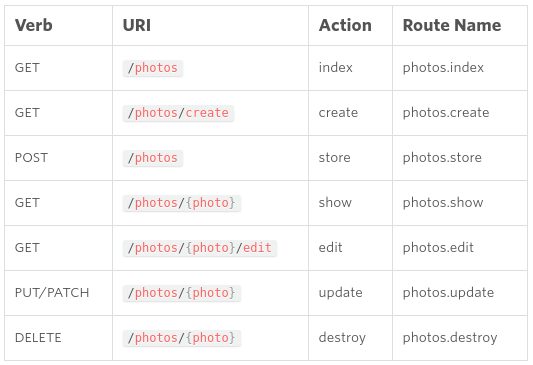 Verb URI Action Route Name
GET /photos index photos.index
GET /photos/create create photos.create
POST /photos store photos.store
GET /photos/{photo} show photos.show
GET /photos/{photo}/edit edit photos.edit
PUT/PATCH /photos/{photo} update photos.update
DELETE /photos/{photo} destroy photos.destroy